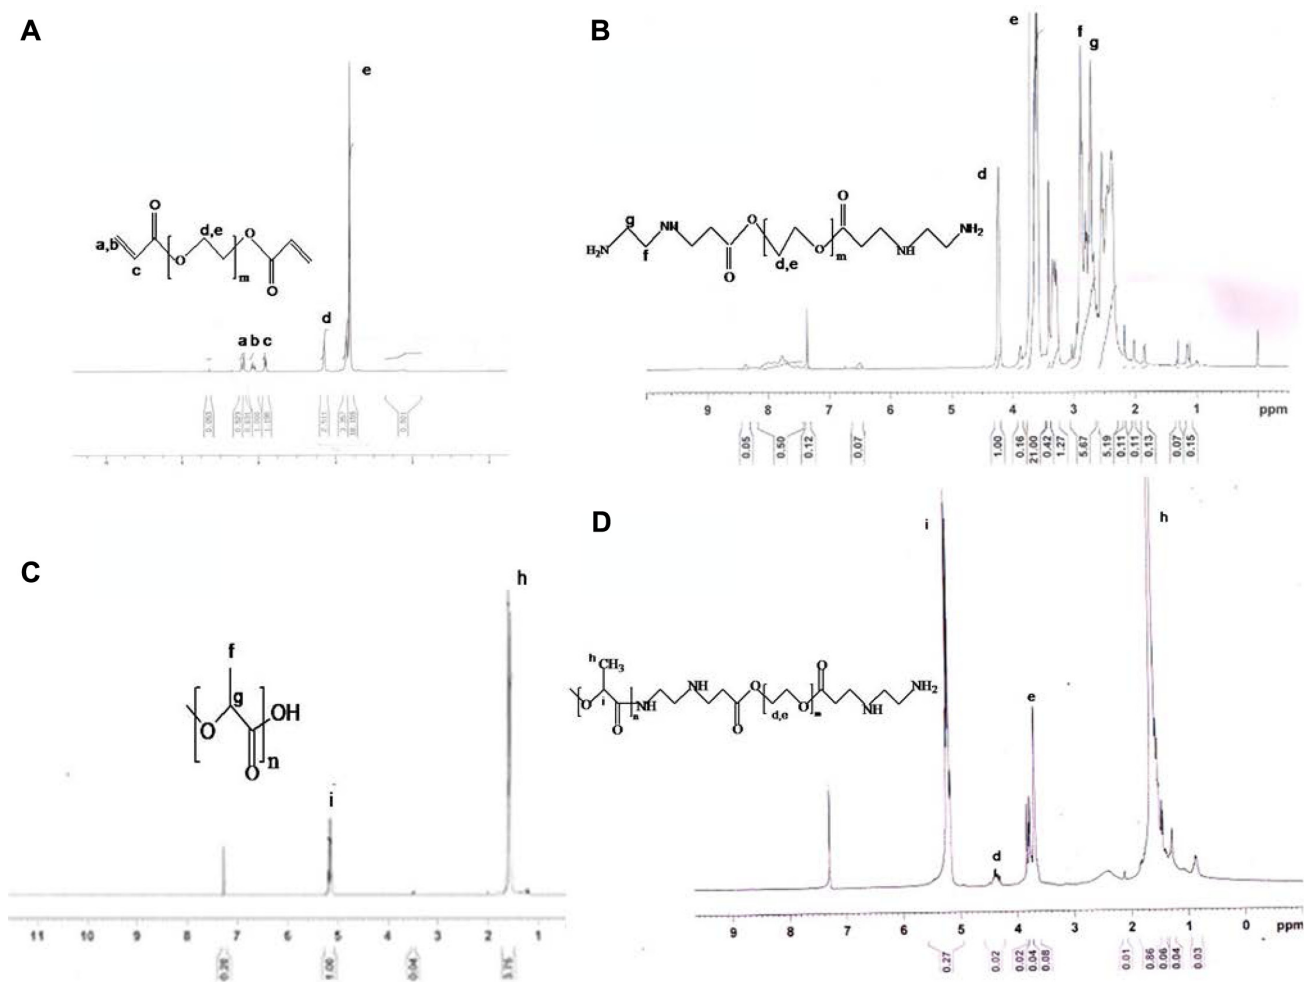 A
e
O
a,b
c
O
d,e
m
O
O
d
a b c
B
e
f
g
d
g
NH
H₂N
f
O
O
d,e
O
m
O
NH
NH₂
9 8 7 6 5 4 3 2 1 ppm
0.05 0.50 0.12 0.07 1.00 0.16 21.00 0.42 1.27 5.67 5.19 0.11 0.11 0.13 0.07 0.15
C
h
f
g
O
O
OH
n
i
11 10 9 8 7 6 5 4 3 2 1
1.00 0.04 3.75
D
i
h
h CH₃
O
i
O
n
NH
NH
O
O
d,e
O
m
O
NH
NH₂
e
d
9 8 7 6 5 4 3 2 1 0 ppm
0.27 0.02 0.02 0.04 0.08 0.01 0.86 0.06 0.04 0.03